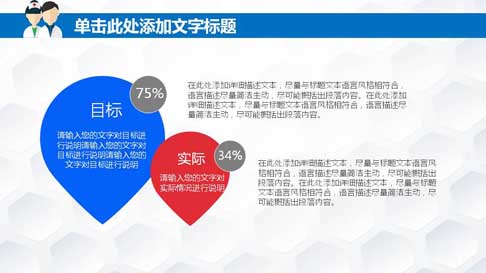 单击此处添加文字标题
75%
目标
请输入您的文字对目标进
行说明请输入您的文字对
目标进行说明请输入您的
文字对目标进行说明
在此处添加详细描述文本，尽量与标题文本语言风格相符合，
语言描述尽量简洁生动，尽可能概括出段落内容。在此处添加
详细描述文本，尽量与标题文本语言风格相符合，语言描述尽
量简洁生动，尽可能概括出段落内容。
34%
实际
请输入您的文字对
实际情况进行说明
在此处添加详细描述文本，尽量与标题文本语言风
格相符合，语言描述尽量简洁生动，尽可能概括出
段落内容。在此处添加详细描述文本，尽量与标题
文本语言风格相符合，语言描述尽量简洁生动，尽
可能概括出段落内容。